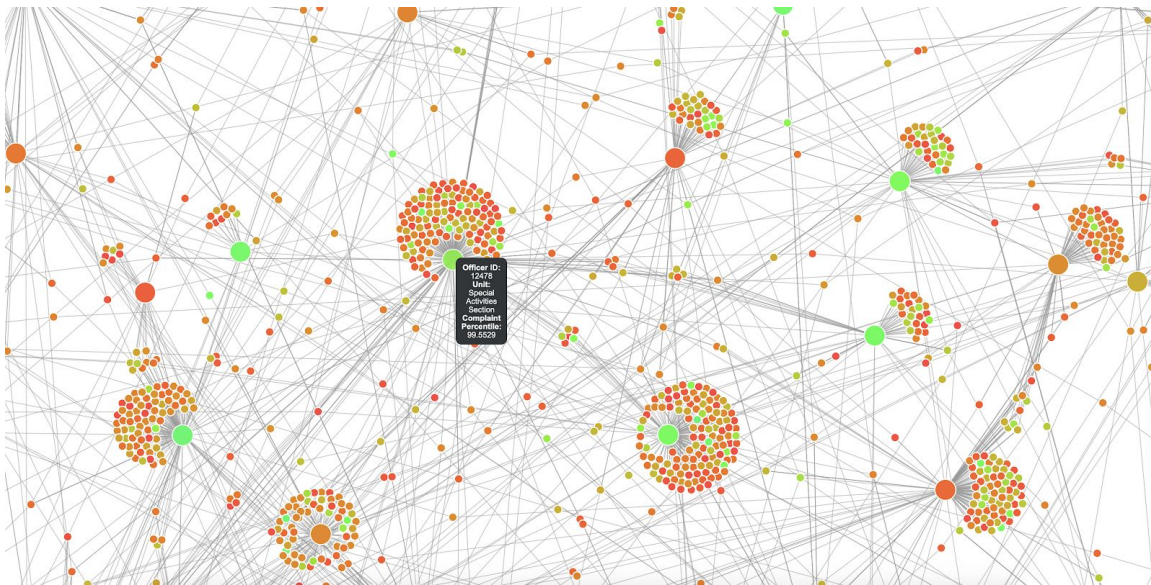 Officer ID:
12478
Unit:
Special
Activities
Section
Complaint
Percentile:
99.5529